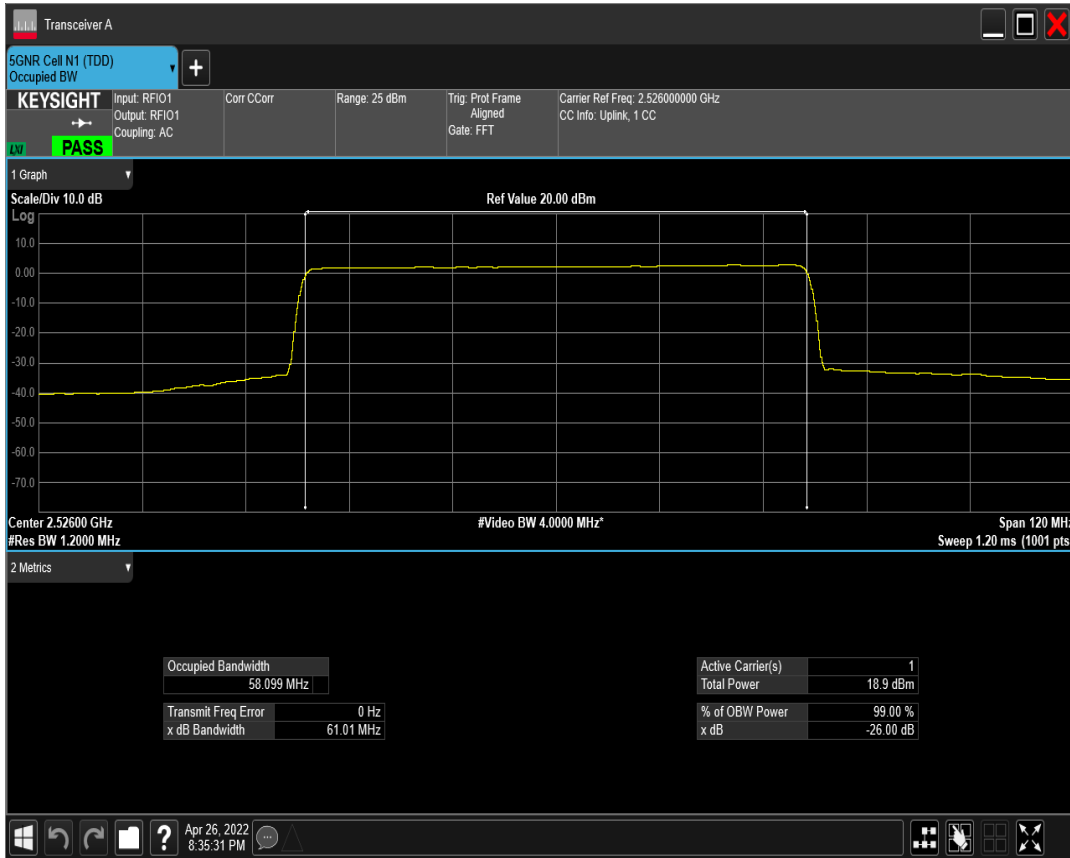 Transceiver A
5GNR Cell N1 (TDD)
Occupied BW
+
KEYSIGHT
LXI
PASS
Input: RFIO1
Output: RFIO1
Coupling: AC
Corr CCorr
Range: 25 dBm
Trig: Prot Frame
Aligned
Gate: FFT
Carrier Ref Freq: 2.526000000 GHz
CC Info: Uplink, 1 CC
1 Graph
Scale/Div 10.0 dB
Ref Value 20.00 dBm
Log
10.0
0.00
-10.0
-20.0
-30.0
-40.0
-50.0
-60.0
-70.0
Center 2.52600 GHz
#Video BW 4.0000 MHz*
Span 120 MHz
#Res BW 1.2000 MHz
Sweep 1.20 ms (1001 pts
2 Metrics
Occupied Bandwidth
58.099 MHz
Transmit Freq Error 0 Hz
x dB Bandwidth 61.01 MHz
Active Carrier(s) 1
Total Power 18.9 dBm
% of OBW Power 99.00 %
x dB -26.00 dB
?
Apr 26, 2022
8:35:31 PM